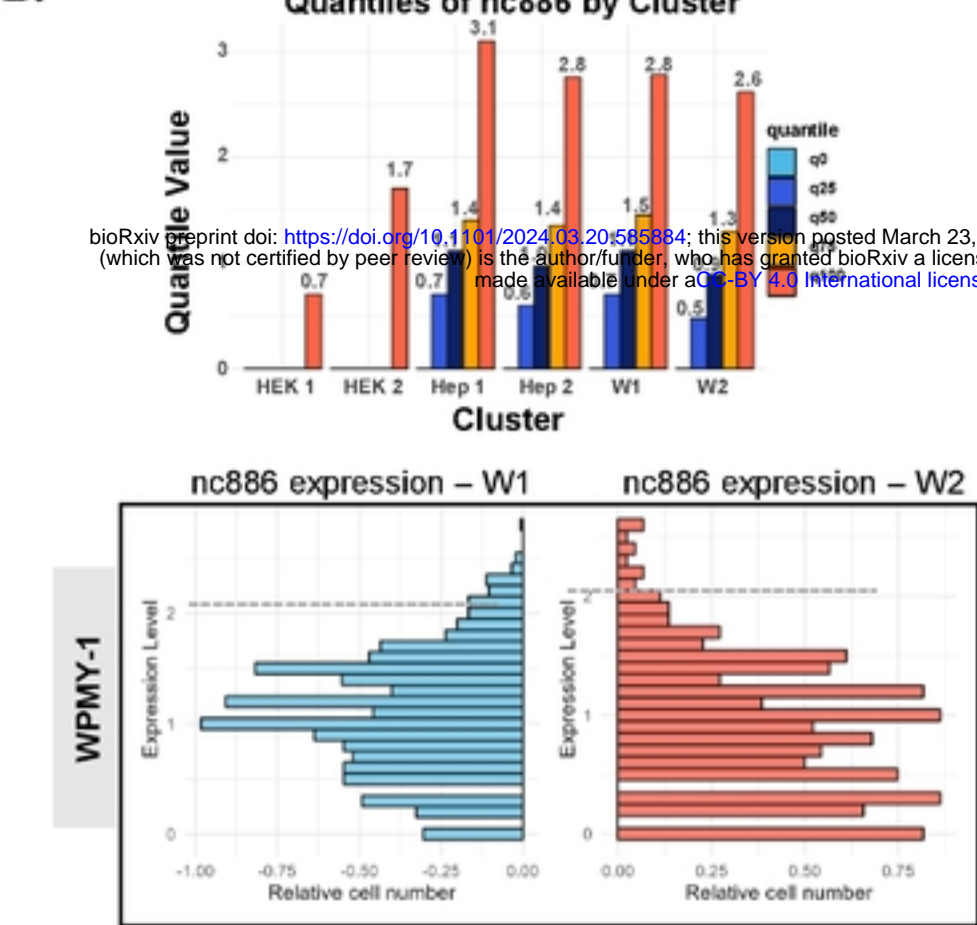 Quantiles of nc886 by Cluster
Quantile Value
3
2
0
0.7
1.7
0.7
1.4
3.1
0.6
1.4
2.8
1.5
2.8
0.5
1.3
2.6
HEK 1 HEK 2 Hep 1 Hep 2 W1 W2
Cluster
quantile
q0
q25
q50
bioRxiv preprint doi: https://doi.org/10.1101/2024.03.20.585884; this version posted March 23,
(which was not certified by peer review) is the author/funder, who has granted bioRxiv a licens
made available under aCC-BY 4.0 International licens
nc886 expression – W1
nc886 expression – W2
WPMY-1
Expression Level
2
1
0
-1.00 -0.75 -0.50 -0.25 0.00
Relative cell number
Expression Level
2
1
0
0.00 0.25 0.50 0.75
Relative cell number